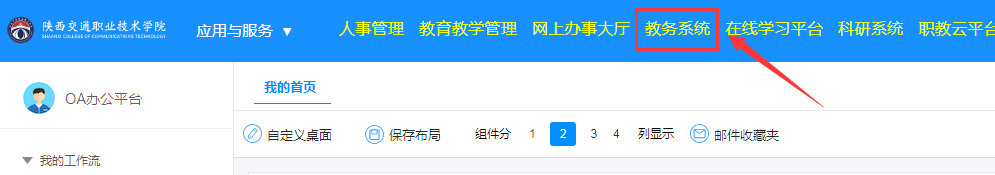 陕西交通职业技术学院
SHAANXI COLLEGE OF COMMUNICATIONS TECHNOLOGY
应用与服务 ▼ 人事管理 教育教学管理 网上办事大厅 教务系统 在线学习平台 科研系统 职教云平台
OA办公平台
我的首页
自定义桌面 保存布局 组件分 1 2 3 4 列显示 邮件收藏夹
我的工作流